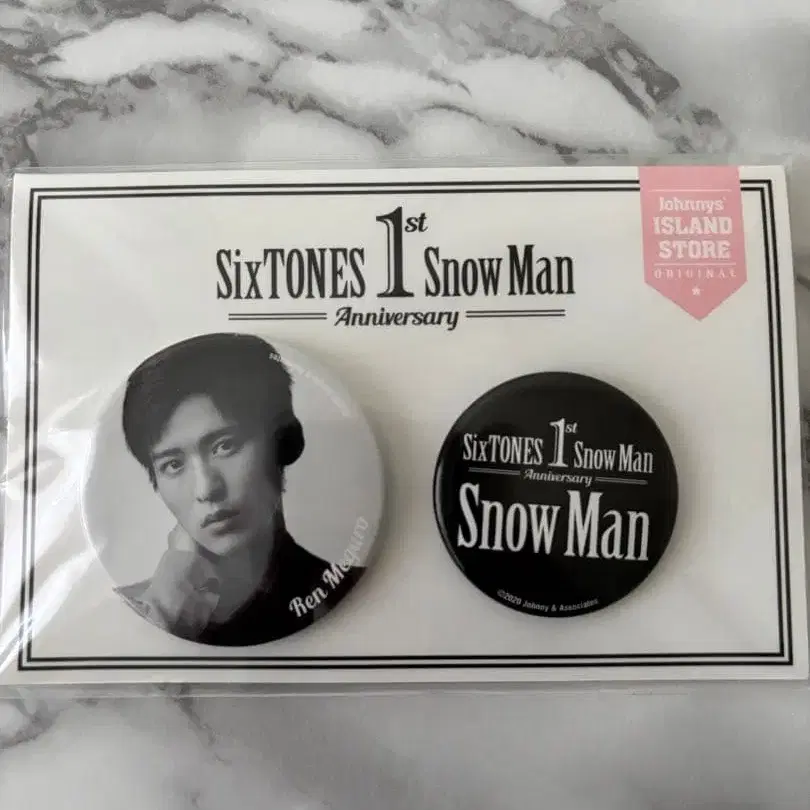 SixTONES 1st Snow Man
Anniversary
Johnnys'
ISLAND
STORE
ORIGINAL
Ren Meguro
SixTONES 1st Snow Man
Anniversary
Snow Man
©2020 Johnny & Associates